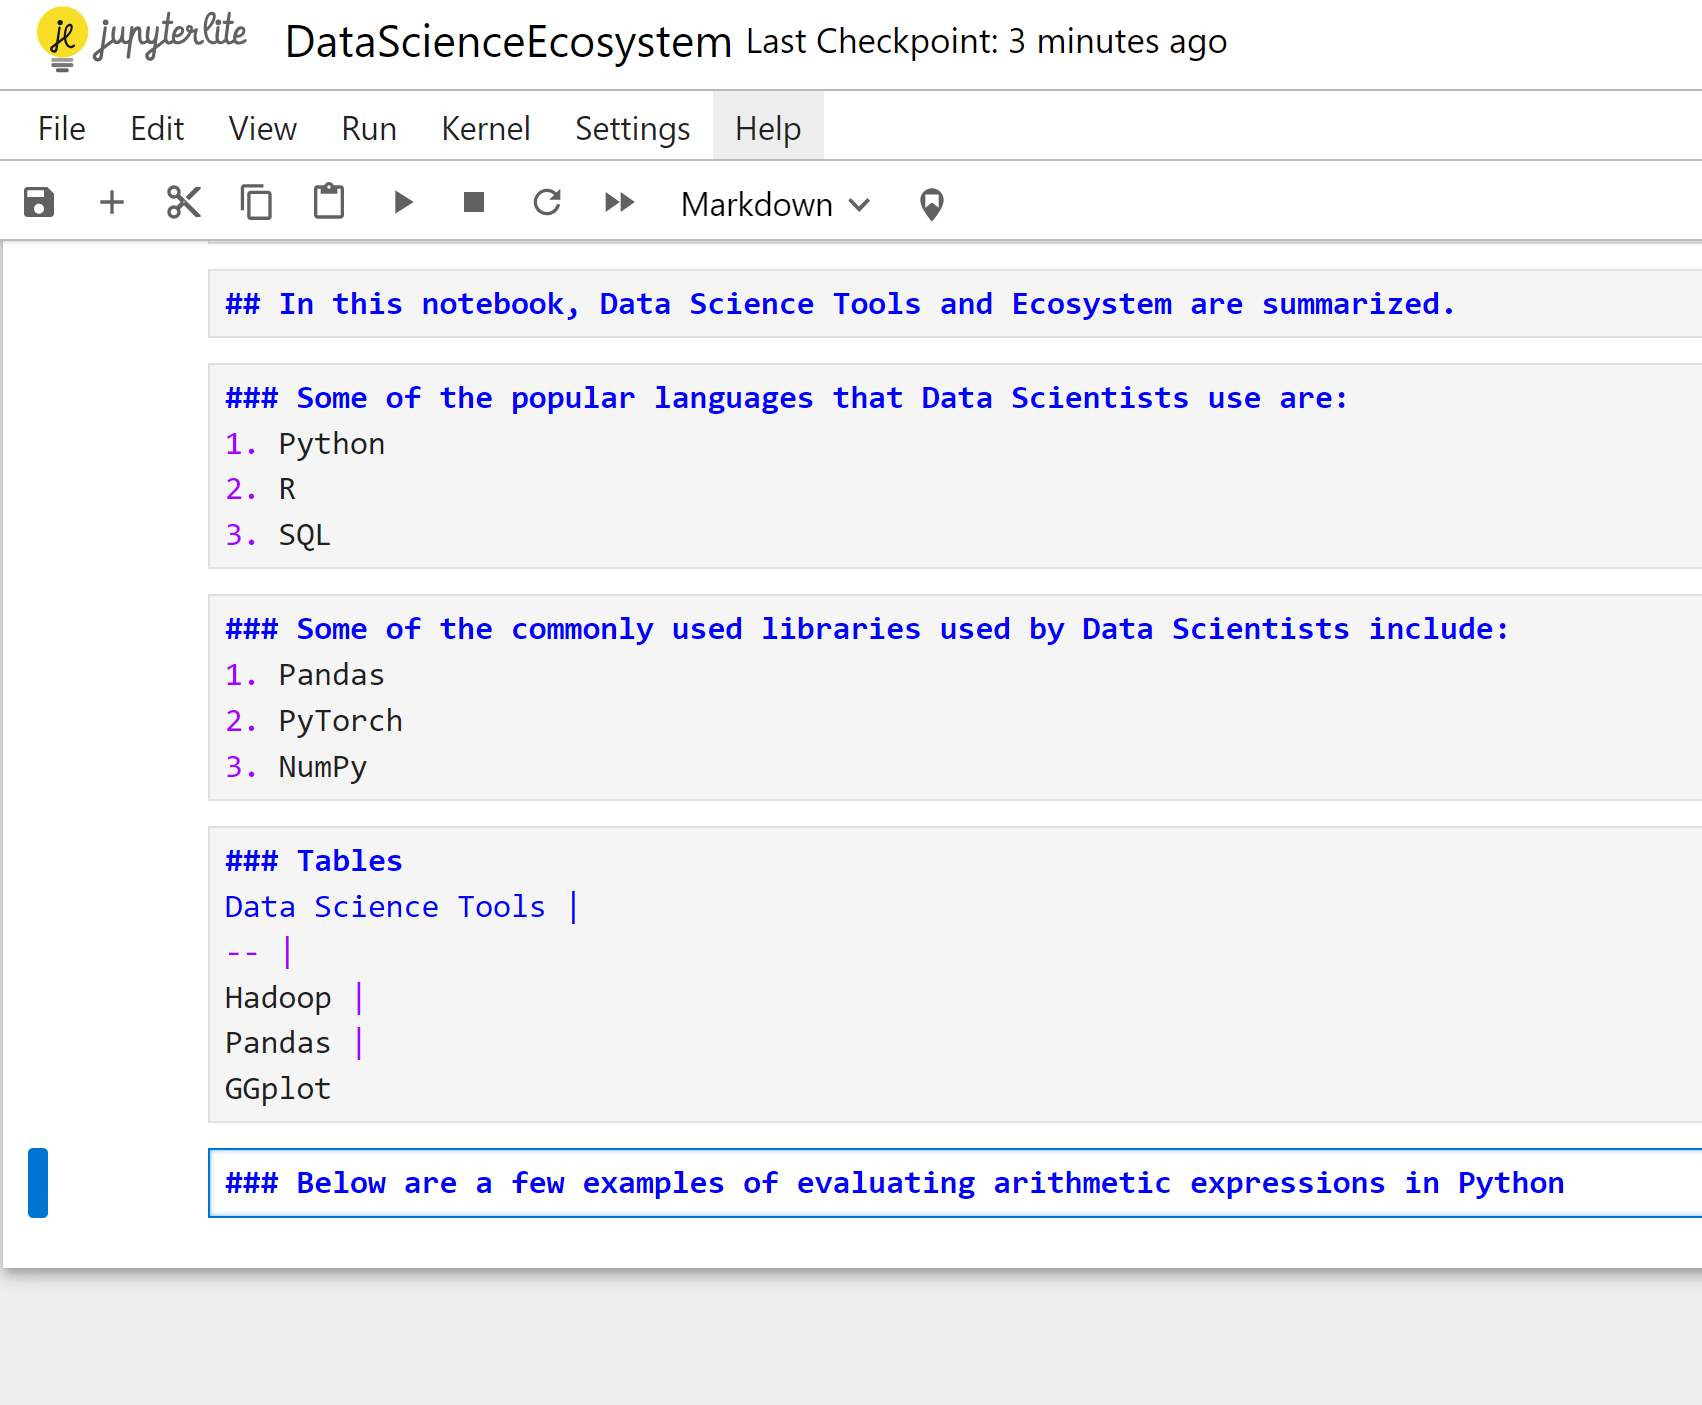 jupyterlite DataScienceEcosystem Last Checkpoint: 3 minutes ago
File Edit View Run Kernel Settings Help
Markdown
## In this notebook, Data Science Tools and Ecosystem are summarized.
### Some of the popular languages that Data Scientists use are:
1. Python
2. R
3. SQL
### Some of the commonly used libraries used by Data Scientists include:
1. Pandas
2. PyTorch
3. NumPy
### Tables
Data Science Tools |
-- |
Hadoop |
Pandas |
GGplot
### Below are a few examples of evaluating arithmetic expressions in Python